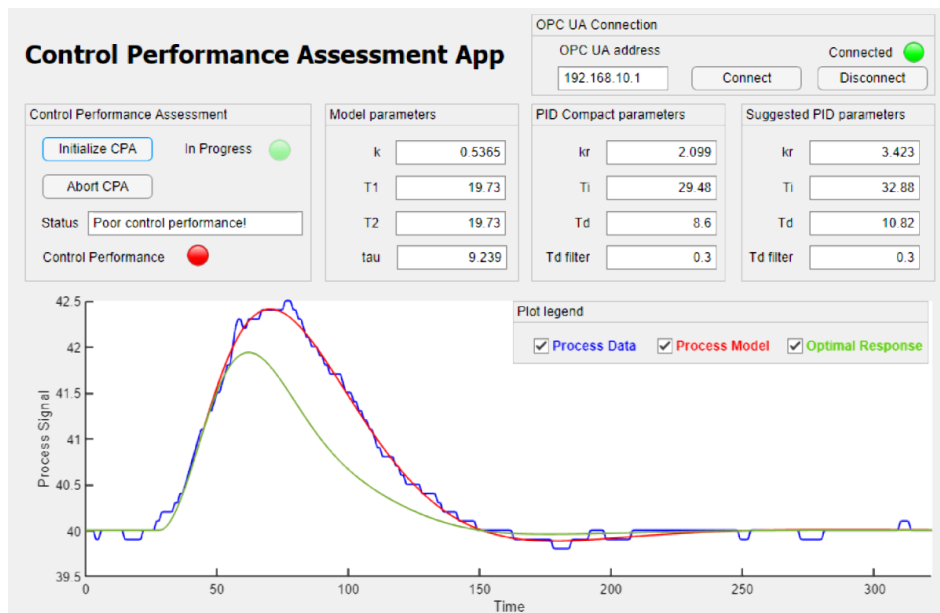 Control Performance Assessment App
OPC UA Connection
OPC UA address
Connected
192.168.10.1
Connect
Disconnect
Control Performance Assessment
Initialize CPA
In Progress
Abort CPA
Status
Poor control performance!
Control Performance
Model parameters
k
0.5365
T1
19.73
T2
19.73
tau
9.239
PID Compact parameters
kr
2.099
Ti
29.48
Td
8.6
Td filter
0.3
Suggested PID parameters
kr
3.423
Ti
32.88
Td
10.82
Td filter
0.3
Plot legend
Process Data
Process Model
Optimal Response
Process Signal
42.5
42
41.5
41
40.5
40
39.5
0
50
100
150
200
250
300
Time